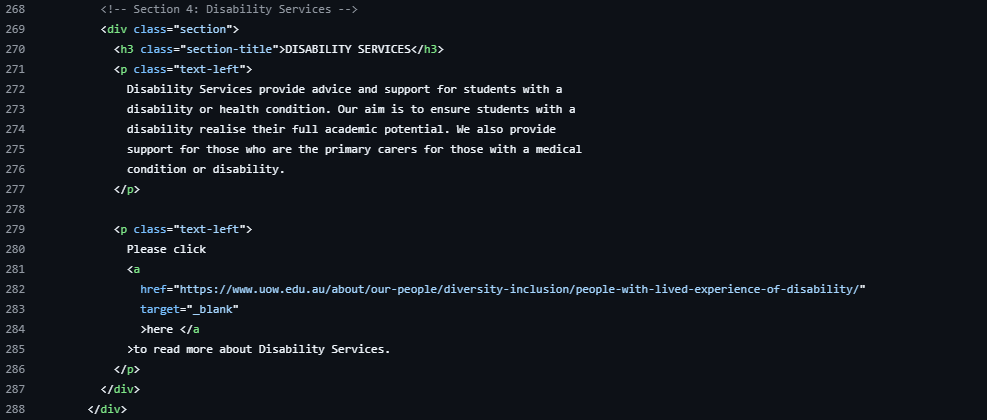 268 <!-- Section 4: Disability Services -->
269 <div class="section">
270 <h3 class="section-title">DISABILITY SERVICES</h3>
271 <p class="text-left">
272 Disability Services provide advice and support for students with a
273 disability or health condition. Our aim is to ensure students with a
274 disability realise their full academic potential. We also provide
275 support for those who are the primary carers for those with a medical
276 condition or disability.
277 </p>
278
279 <p class="text-left">
280 Please click
281 <a
282 href="https://www.uow.edu.au/about/our-people/diversity-inclusion/people-with-lived-experience-of-disability/"
283 target="_blank"
284 >here </a
285 >to read more about Disability Services.
286 </p>
287 </div>
288 </div>